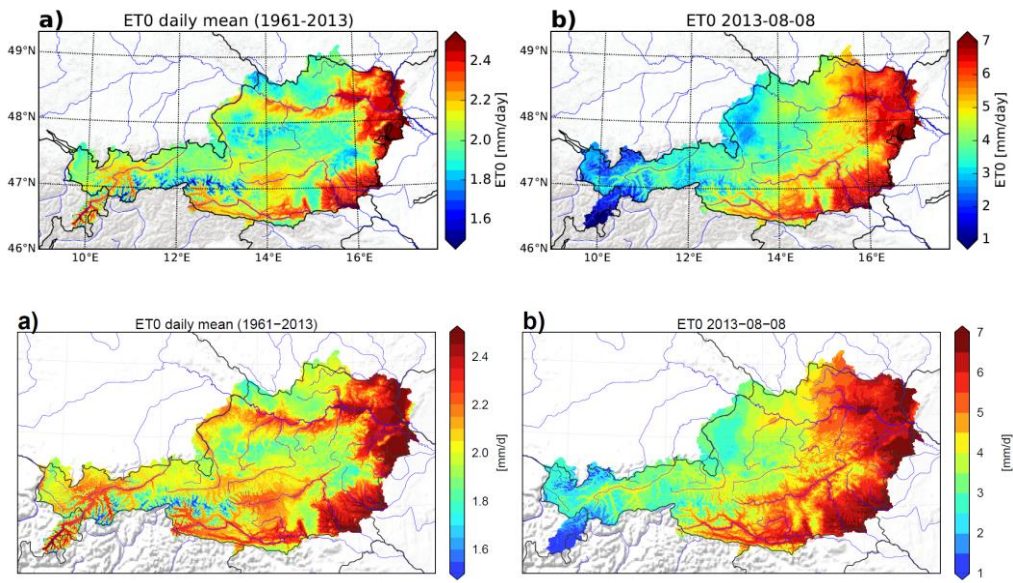 a) ET0 daily mean (1961-2013)
49°N
48°N
47°N
46°N
10°E 12°E 14°E 16°E
2.4
2.2
2.0
1.8
1.6
ET0 [mm/day]
b) ET0 2013-08-08
49°N
48°N
47°N
46°N
10°E 12°E 14°E 16°E
7
6
5
4
3
2
1
ET0 [mm/day]
a) ET0 daily mean (1961−2013)
2.4
2.2
2.0
1.8
1.6
[mm/d]
b) ET0 2013−08−08
7
6
5
4
3
2
1
[mm/d]